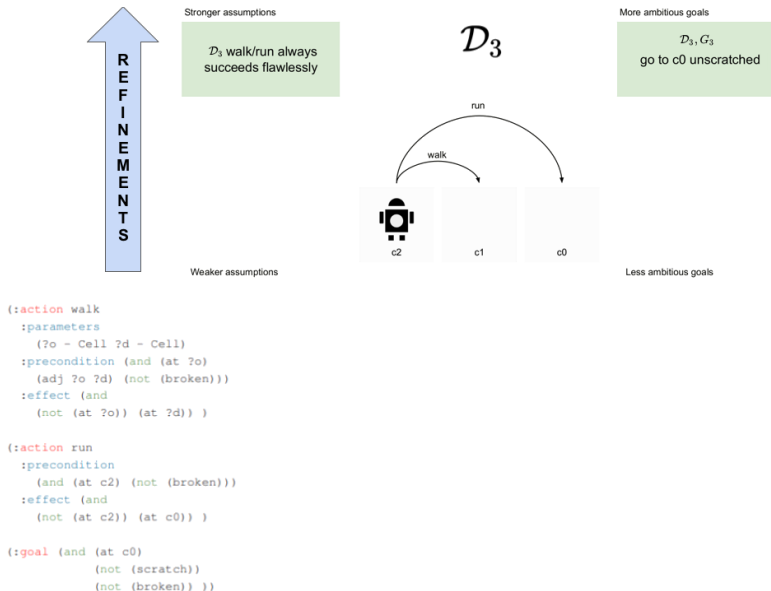 Stronger assumptions
More ambitious goals
REFINEMENTS
𝒟₃ walk/run always
succeeds flawlessly
𝒟₃
𝒟₃, G₃
go to c0 unscratched
run
walk
c2
c1
c0
Weaker assumptions
Less ambitious goals
(:action walk
  :parameters
    (?o - Cell ?d - Cell)
  :precondition (and (at ?o)
    (adj ?o ?d) (not (broken)))
  :effect (and
    (not (at ?o)) (at ?d)) )
(:action run
  :precondition
    (and (at c2) (not (broken)))
  :effect (and
    (not (at c2)) (at c0)) )
(:goal (and (at c0)
            (not (scratch))
            (not (broken)) ))